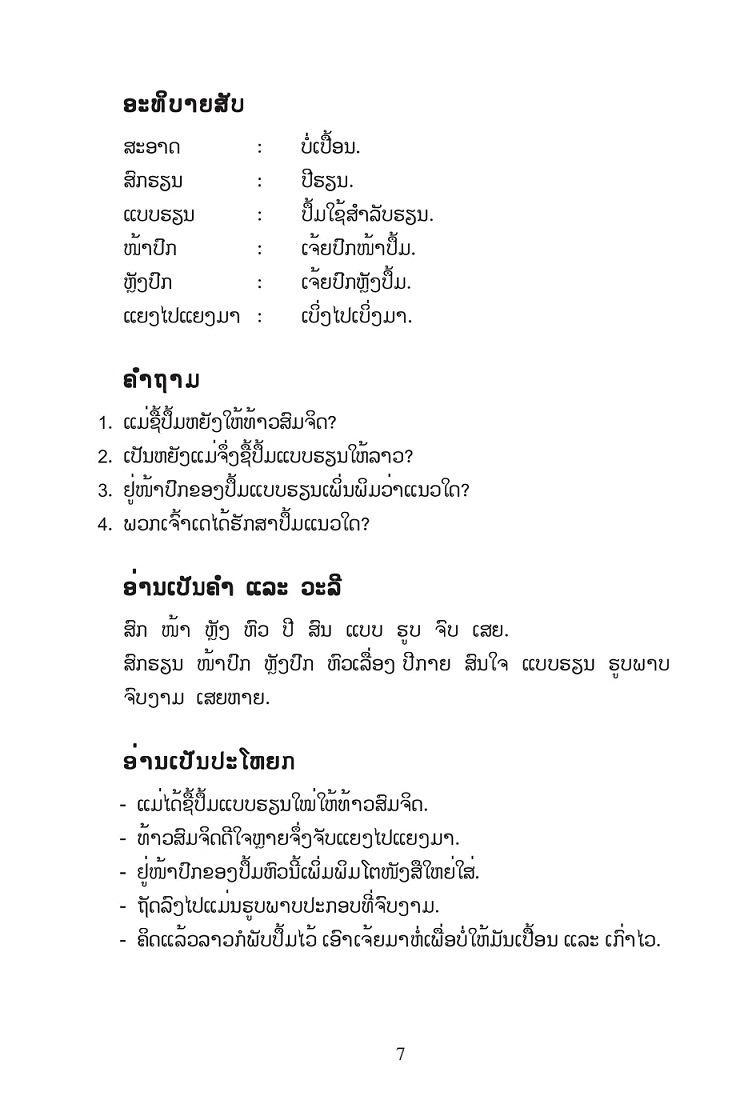 ອະທິບາຍສັບ
ສະອາດ : ບໍ່ເປື້ອນ.
ສົກຮຽນ : ປີຮຽນ.
ແບບຮຽນ : ປຶ້ມໃຊ້ສຳລັບຮຽນ.
ໜ້າປົກ : ເຈ້ຍປົກໜ້າປຶ້ມ.
ຫຼັງປົກ : ເຈ້ຍປົກຫຼັງປຶ້ມ.
ແຍງໄປແຍງມາ : ເບິ່ງໄປເບິ່ງມາ.
ຄຳຖາມ
1. ແມ່ຊື້ປຶ້ມຫຍັງໃຫ້ທ້າວສົມຈິດ?
2. ເປັນຫຍັງແມ່ຈຶ່ງຊື້ປຶ້ມແບບຮຽນໃຫ້ລາວ?
3. ຢູ່ໜ້າປົກຂອງປຶ້ມແບບຮຽນເພິ່ນພິມວ່າແນວໃດ?
4. ພວກເຈົ້າເດໄດ້ຮັກສາປຶ້ມແນວໃດ?
ອ່ານເປັນຄຳ ແລະ ວະລີ
ສົກ ໜ້າ ຫຼັງ ຫົວ ປີ ສົນ ແບບ ຮູບ ຈົບ ເສຍ.
ສົກຮຽນ ໜ້າປົກ ຫຼັງປົກ ຫົວເລື່ອງ ປີກາຍ ສົນໃຈ ແບບຮຽນ ຮູບພາບ
ຈົບງາມ ເສຍຫາຍ.
ອ່ານເປັນປະໂຫຍກ
- ແມ່ໄດ້ຊື້ປຶ້ມແບບຮຽນໃໝ່ໃຫ້ທ້າວສົມຈິດ.
- ທ້າວສົມຈິດດີໃຈຫຼາຍຈຶ່ງຈັບແຍງໄປແຍງມາ.
- ຢູ່ໜ້າປົກຂອງປຶ້ມຫົວນີ້ເພິ່ມພິມໂຕໜັງສືໃຫຍ່ໃສ່.
- ຖັດລົງໄປແມ່ນຮູບພາບປະກອບທີ່ຈົບງາມ.
- ຄິດແລ້ວລາວກໍພັບປຶ້ມໄວ້ ເອົາເຈ້ຍມາຫໍ່ເພື່ອບໍ່ໃຫ້ມັນເປື້ອນ ແລະ ເກົ່າໄວ.
7